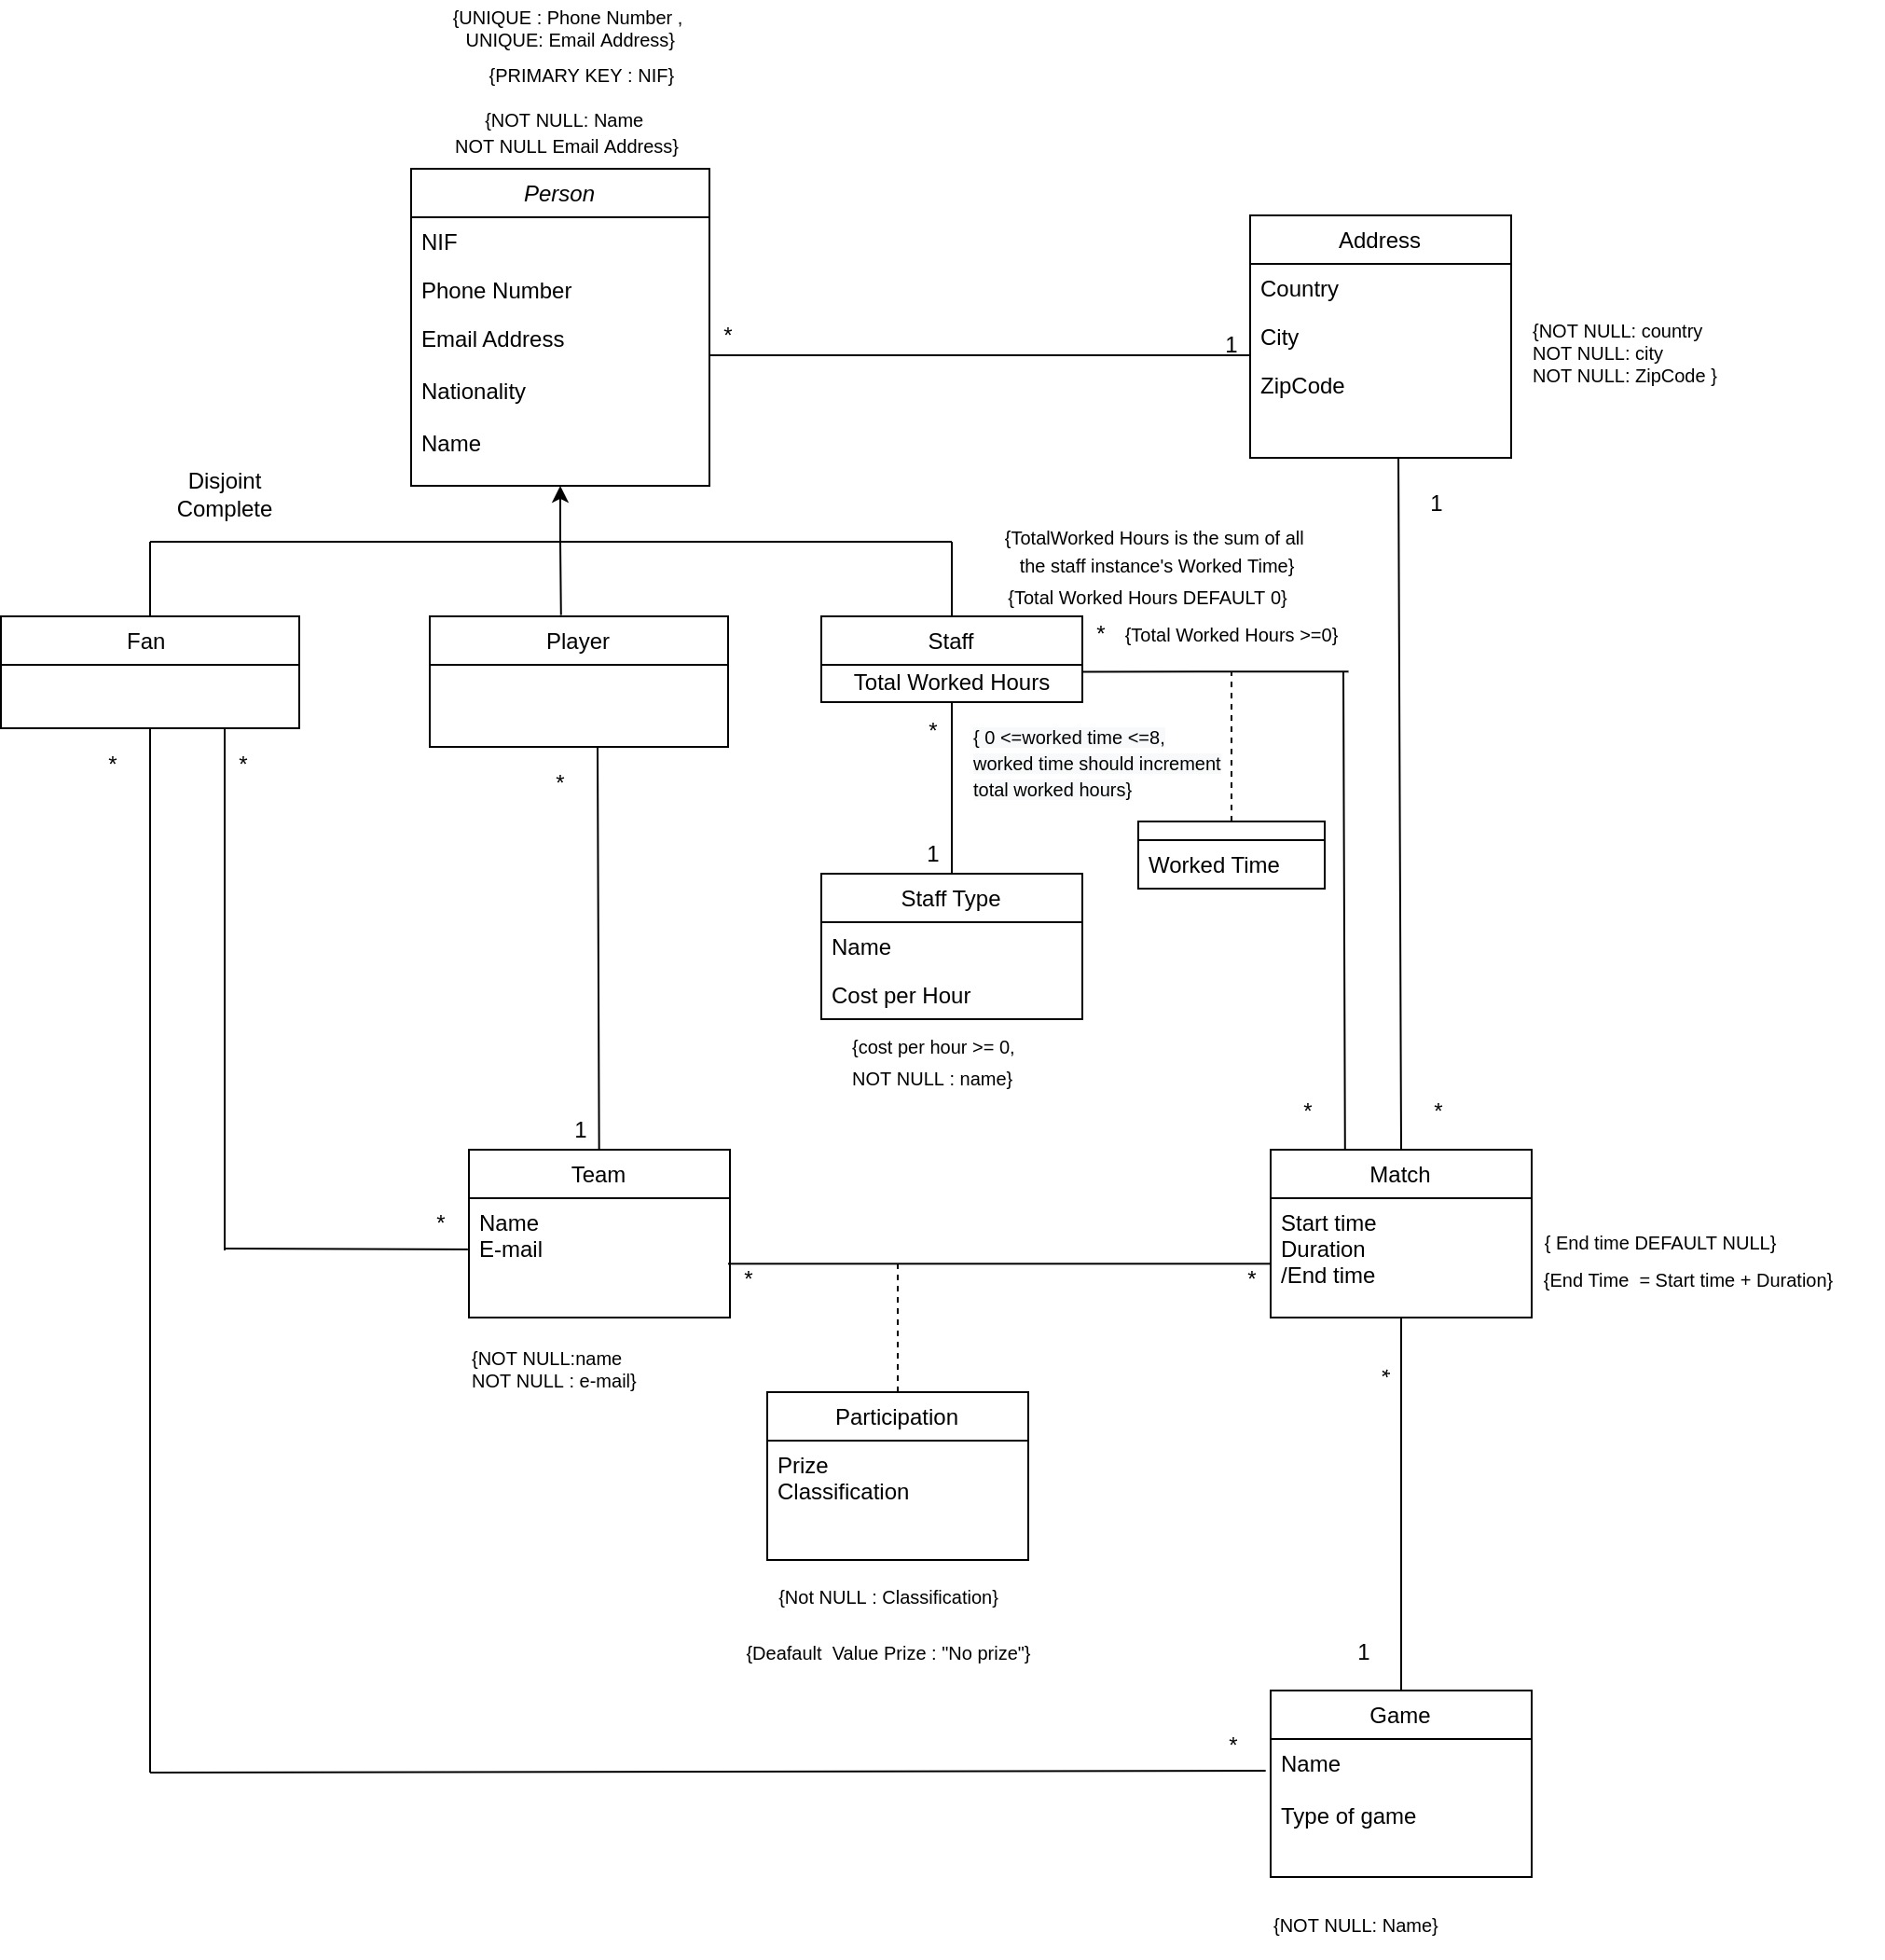 {UNIQUE : Phone Number ,
UNIQUE: Email Address}
{PRIMARY KEY : NIF}
{NOT NULL: Name
NOT NULL Email Address}
Person
NIF
Phone Number
Email Address
Nationality
Name
*
1
Address
Country
City
ZipCode
{NOT NULL: country
NOT NULL: city
NOT NULL: ZipCode }
1
Disjoint
Complete
{TotalWorked Hours is the sum of all
the staff instance's Worked Time}
{Total Worked Hours DEFAULT 0}
{Total Worked Hours >=0}
*
Fan
Player
Staff
Total Worked Hours
*
*
*
*
{ 0 <=worked time <=8,
worked time should increment
total worked hours}
1
Worked Time
Staff Type
Name
Cost per Hour
{cost per hour >= 0,
NOT NULL : name}
*
*
1
Team
Name
E-mail
*
*
*
Match
Start time
Duration
/End time
{ End time DEFAULT NULL}
{End Time  = Start time + Duration}
{NOT NULL:name
NOT NULL : e-mail}
*
Participation
Prize
Classification
{Not NULL : Classification}
{Deafault  Value Prize : "No prize"}
1
*
Game
Name
Type of game
{NOT NULL: Name}